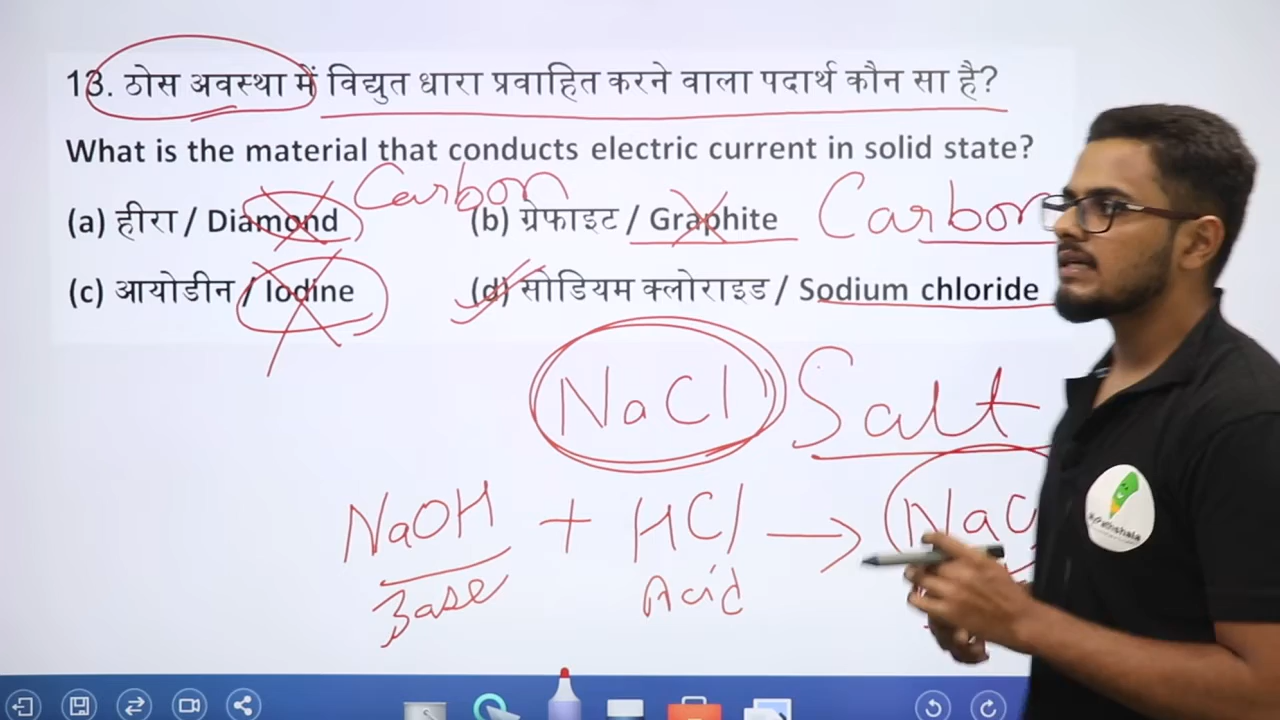 13. ठोस अवस्था में विद्युत धारा प्रवाहित करने वाला पदार्थ कौन सा है?
What is the material that conducts electric current in solid state?
Carbon
(a) हीरा / Diamond (b) ग्रेफाइट / Graphite Carbon
(c) आयोडीन / Iodine (d) सोडियम क्लोराइड / Sodium chloride
NaCl Salt
NaOH + HCl → NaC
Base Acid